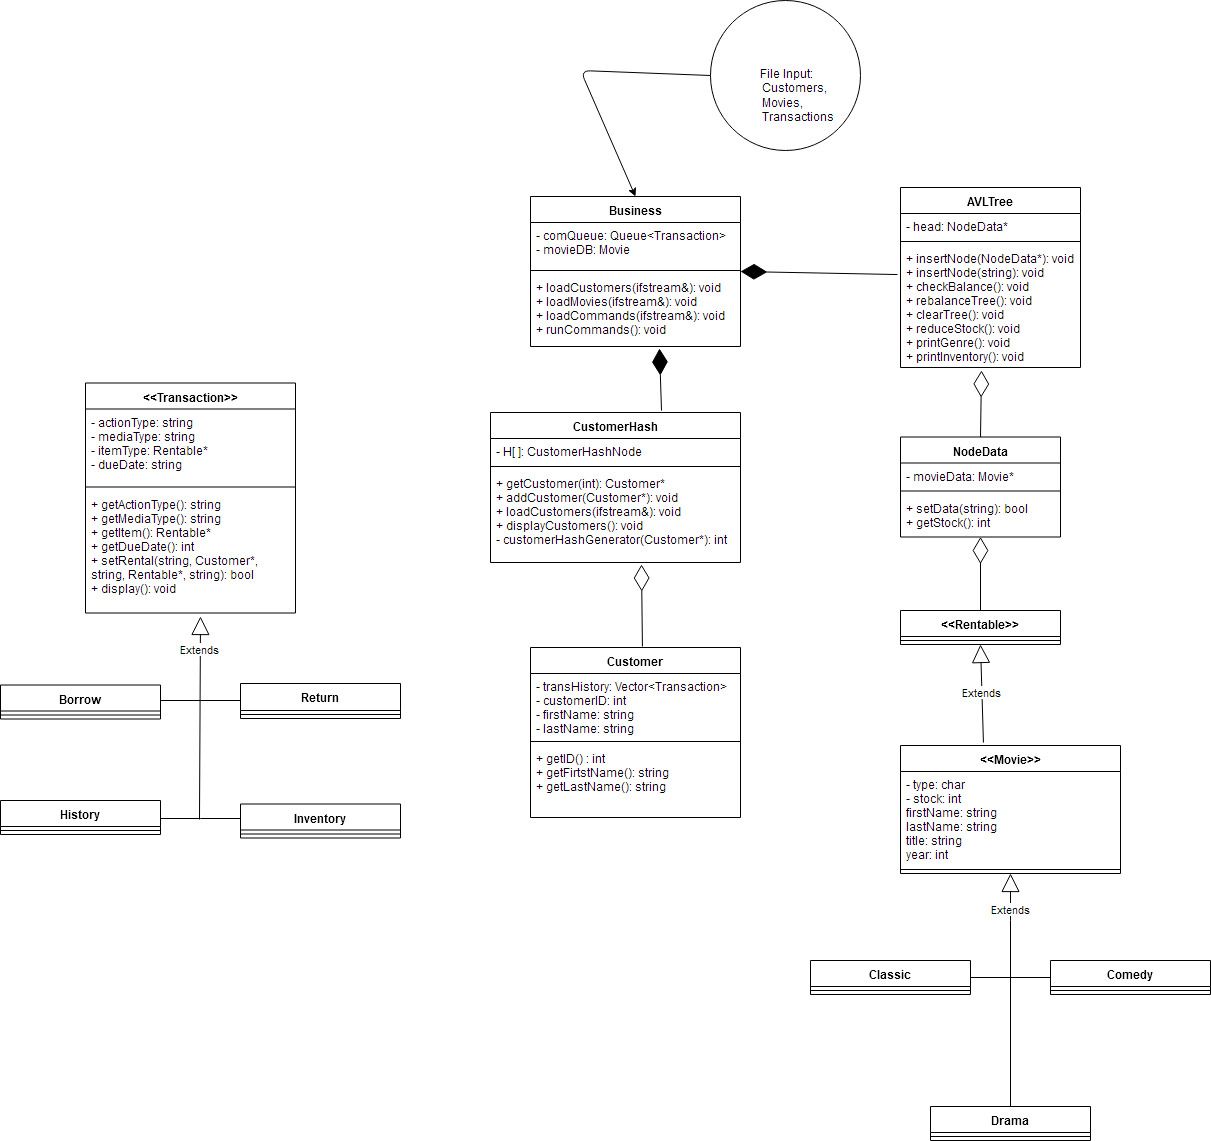 File Input:
Customers,
Movies,
Transactions
Business
- comQueue: Queue<Transaction>
- movieDB: Movie
+ loadCustomers(ifstream&): void
+ loadMovies(ifstream&): void
+ loadCommands(ifstream&): void
+ runCommands(): void
AVLTree
- head: NodeData*
+ insertNode(NodeData*): void
+ insertNode(string): void
+ checkBalance(): void
+ rebalanceTree(): void
+ clearTree(): void
+ reduceStock(): void
+ printGenre(): void
+ printInventory(): void
<<Transaction>>
- actionType: string
- mediaType: string
- itemType: Rentable*
- dueDate: string
+ getActionType(): string
+ getMediaType(): string
+ getItem(): Rentable*
+ getDueDate(): int
+ setRental(string, Customer*,
string, Rentable*, string): bool
+ display(): void
Extends
Borrow
Return
History
Inventory
CustomerHash
- H[ ]: CustomerHashNode
+ getCustomer(int): Customer*
+ addCustomer(Customer*): void
+ loadCustomers(ifstream&): void
+ displayCustomers(): void
- customerHashGenerator(Customer*): int
Customer
- transHistory: Vector<Transaction>
- customerID: int
- firstName: string
- lastName: string
+ getID() : int
+ getFirtstName(): string
+ getLastName(): string
NodeData
- movieData: Movie*
+ setData(string): bool
+ getStock(): int
<<Rentable>>
Extends
<<Movie>>
- type: char
- stock: int
firstName: string
lastName: string
title: string
year: int
Extends
Classic
Comedy
Drama